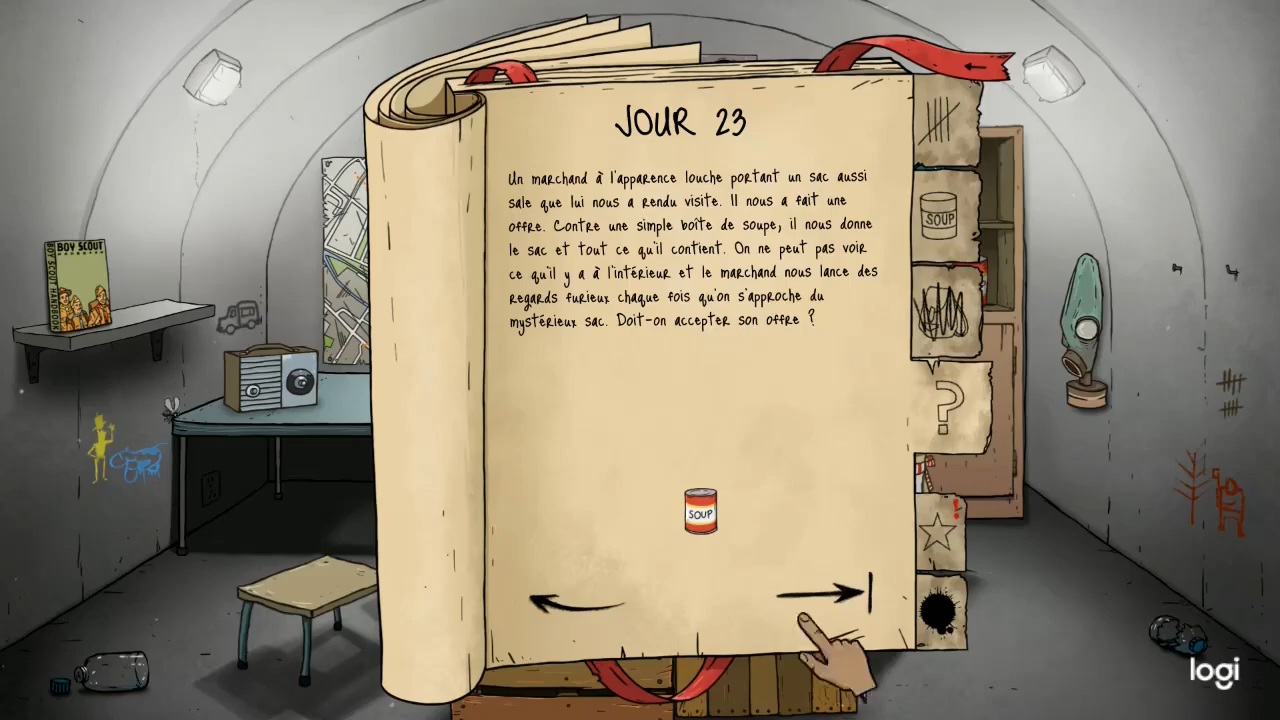 JOUR 23
Un marchand à l'apparence louche portant un sac aussi
sale que lui nous a rendu visite. Il nous a fait une
offre. Contre une simple boîte de soupe, il nous donne
le sac et tout ce qu'il contient. On ne peut pas voir
ce qu'il y a à l'intérieur et le marchand nous lance des
regards furieux chaque fois qu'on s'approche du
mystérieux sac. Doit-on accepter son offre ?
SOUP
SOUP
?
!
BOY SCOUT
HANDBOOK
BOY SCOUT HANDBOOK
logi